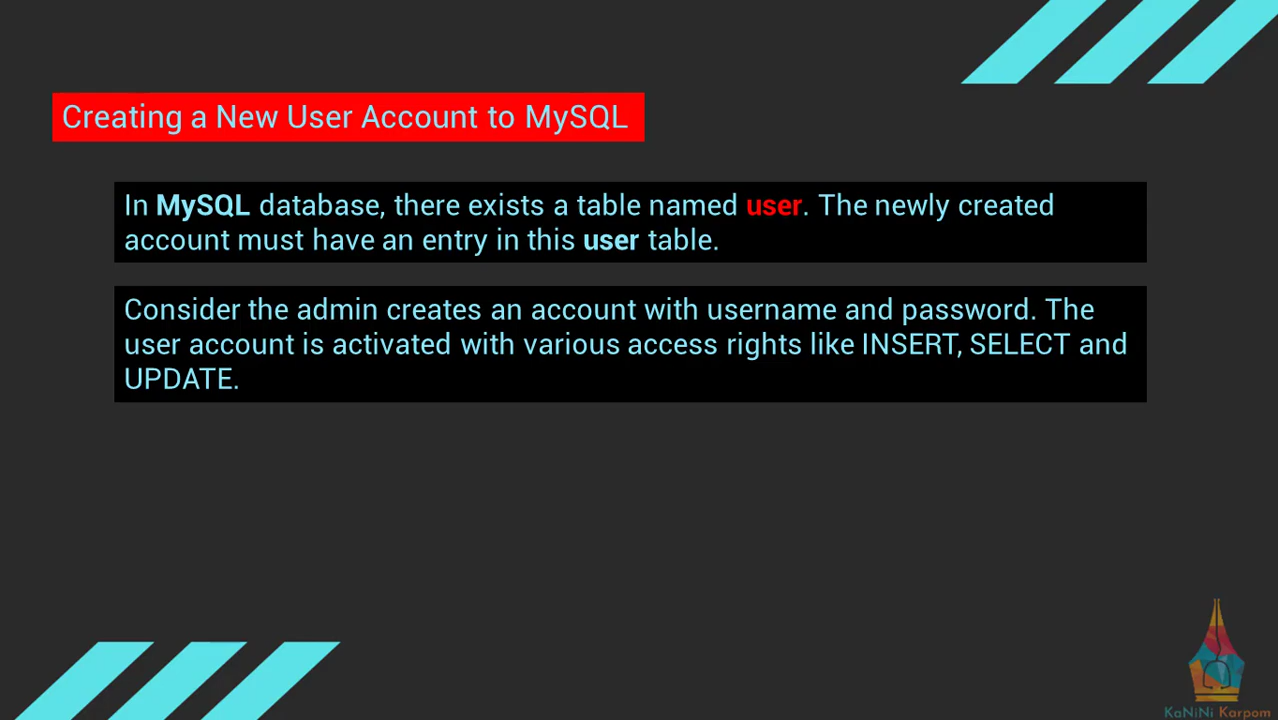 Creating a New User Account to MySQL
In MySQL database, there exists a table named user. The newly created
account must have an entry in this user table.
Consider the admin creates an account with username and password. The
user account is activated with various access rights like INSERT, SELECT and
UPDATE.
KaNiNi Karpom